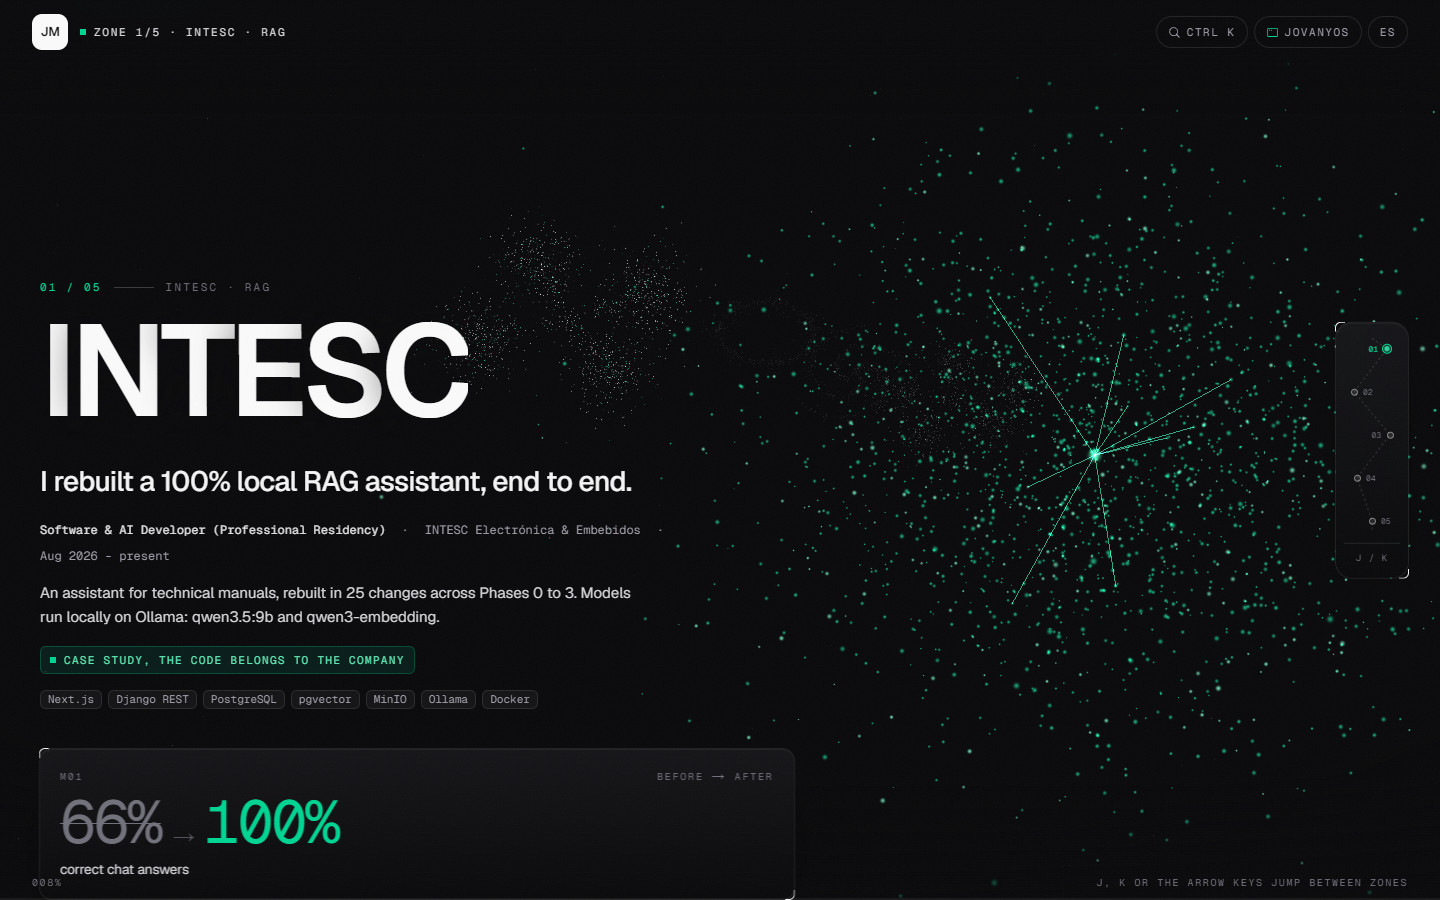 JM
ZONE 1/5 · INTESC · RAG
CTRL K
JOVANYOS
ES
01 / 05 INTESC · RAG
INTESC
I rebuilt a 100% local RAG assistant, end to end.
Software & AI Developer (Professional Residency) · INTESC Electrónica & Embebidos ·
Aug 2026 – present
An assistant for technical manuals, rebuilt in 25 changes across Phases 0 to 3. Models
run locally on Ollama: qwen3.5:9b and qwen3-embedding.
CASE STUDY, THE CODE BELONGS TO THE COMPANY
Next.js Django REST PostgreSQL pgvector MinIO Ollama Docker
M01 BEFORE → AFTER
66% → 100%
correct chat answers
01
02
03
04
05
J / K
008%
J, K OR THE ARROW KEYS JUMP BETWEEN ZONES